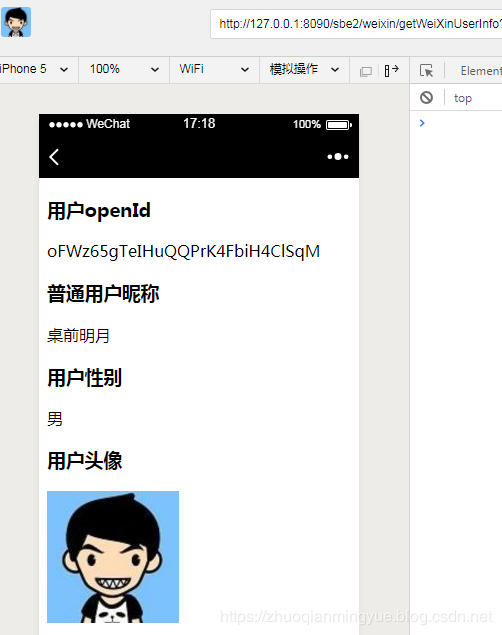 http://127.0.0.1:8090/sbe2/weixin/getWeiXinUserInfo?
iPhone 5 100% WiFi 模拟操作 Element
top
●●●●● WeChat 17:18 100%
用户openId
oFWz65gTeIHuQQPrK4FbiH4ClSqM
普通用户昵称
桌前明月
用户性别
男
用户头像
https://zhuoqianmingyue.blog.csdn.net